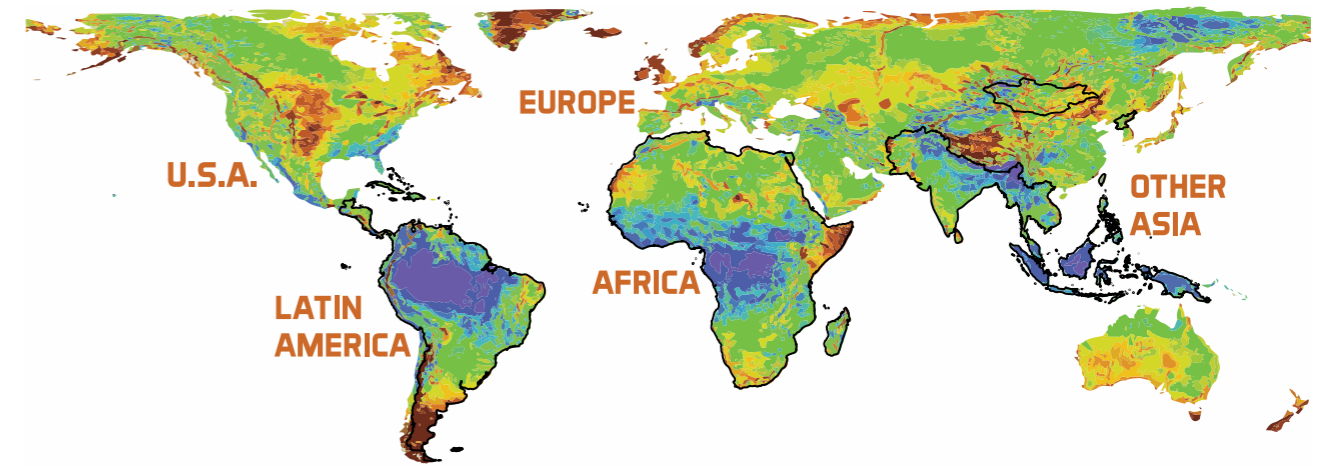 EUROPE
U.S.A.
OTHER
ASIA
AFRICA
LATIN
AMERICA